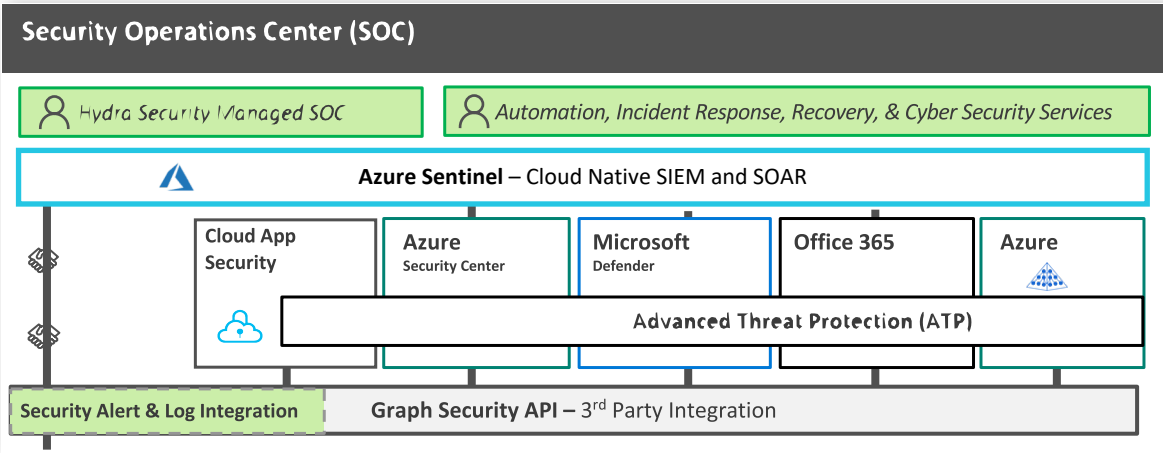 Security Operations Center (SOC)
Hydra Security Managed SOC
Automation, Incident Response, Recovery, & Cyber Security Services
Azure Sentinel – Cloud Native SIEM and SOAR
Cloud App
Security
Azure
Security Center
Microsoft
Defender
Office 365
Azure
Advanced Threat Protection (ATP)
Security Alert & Log Integration
Graph Security API – 3rd Party Integration